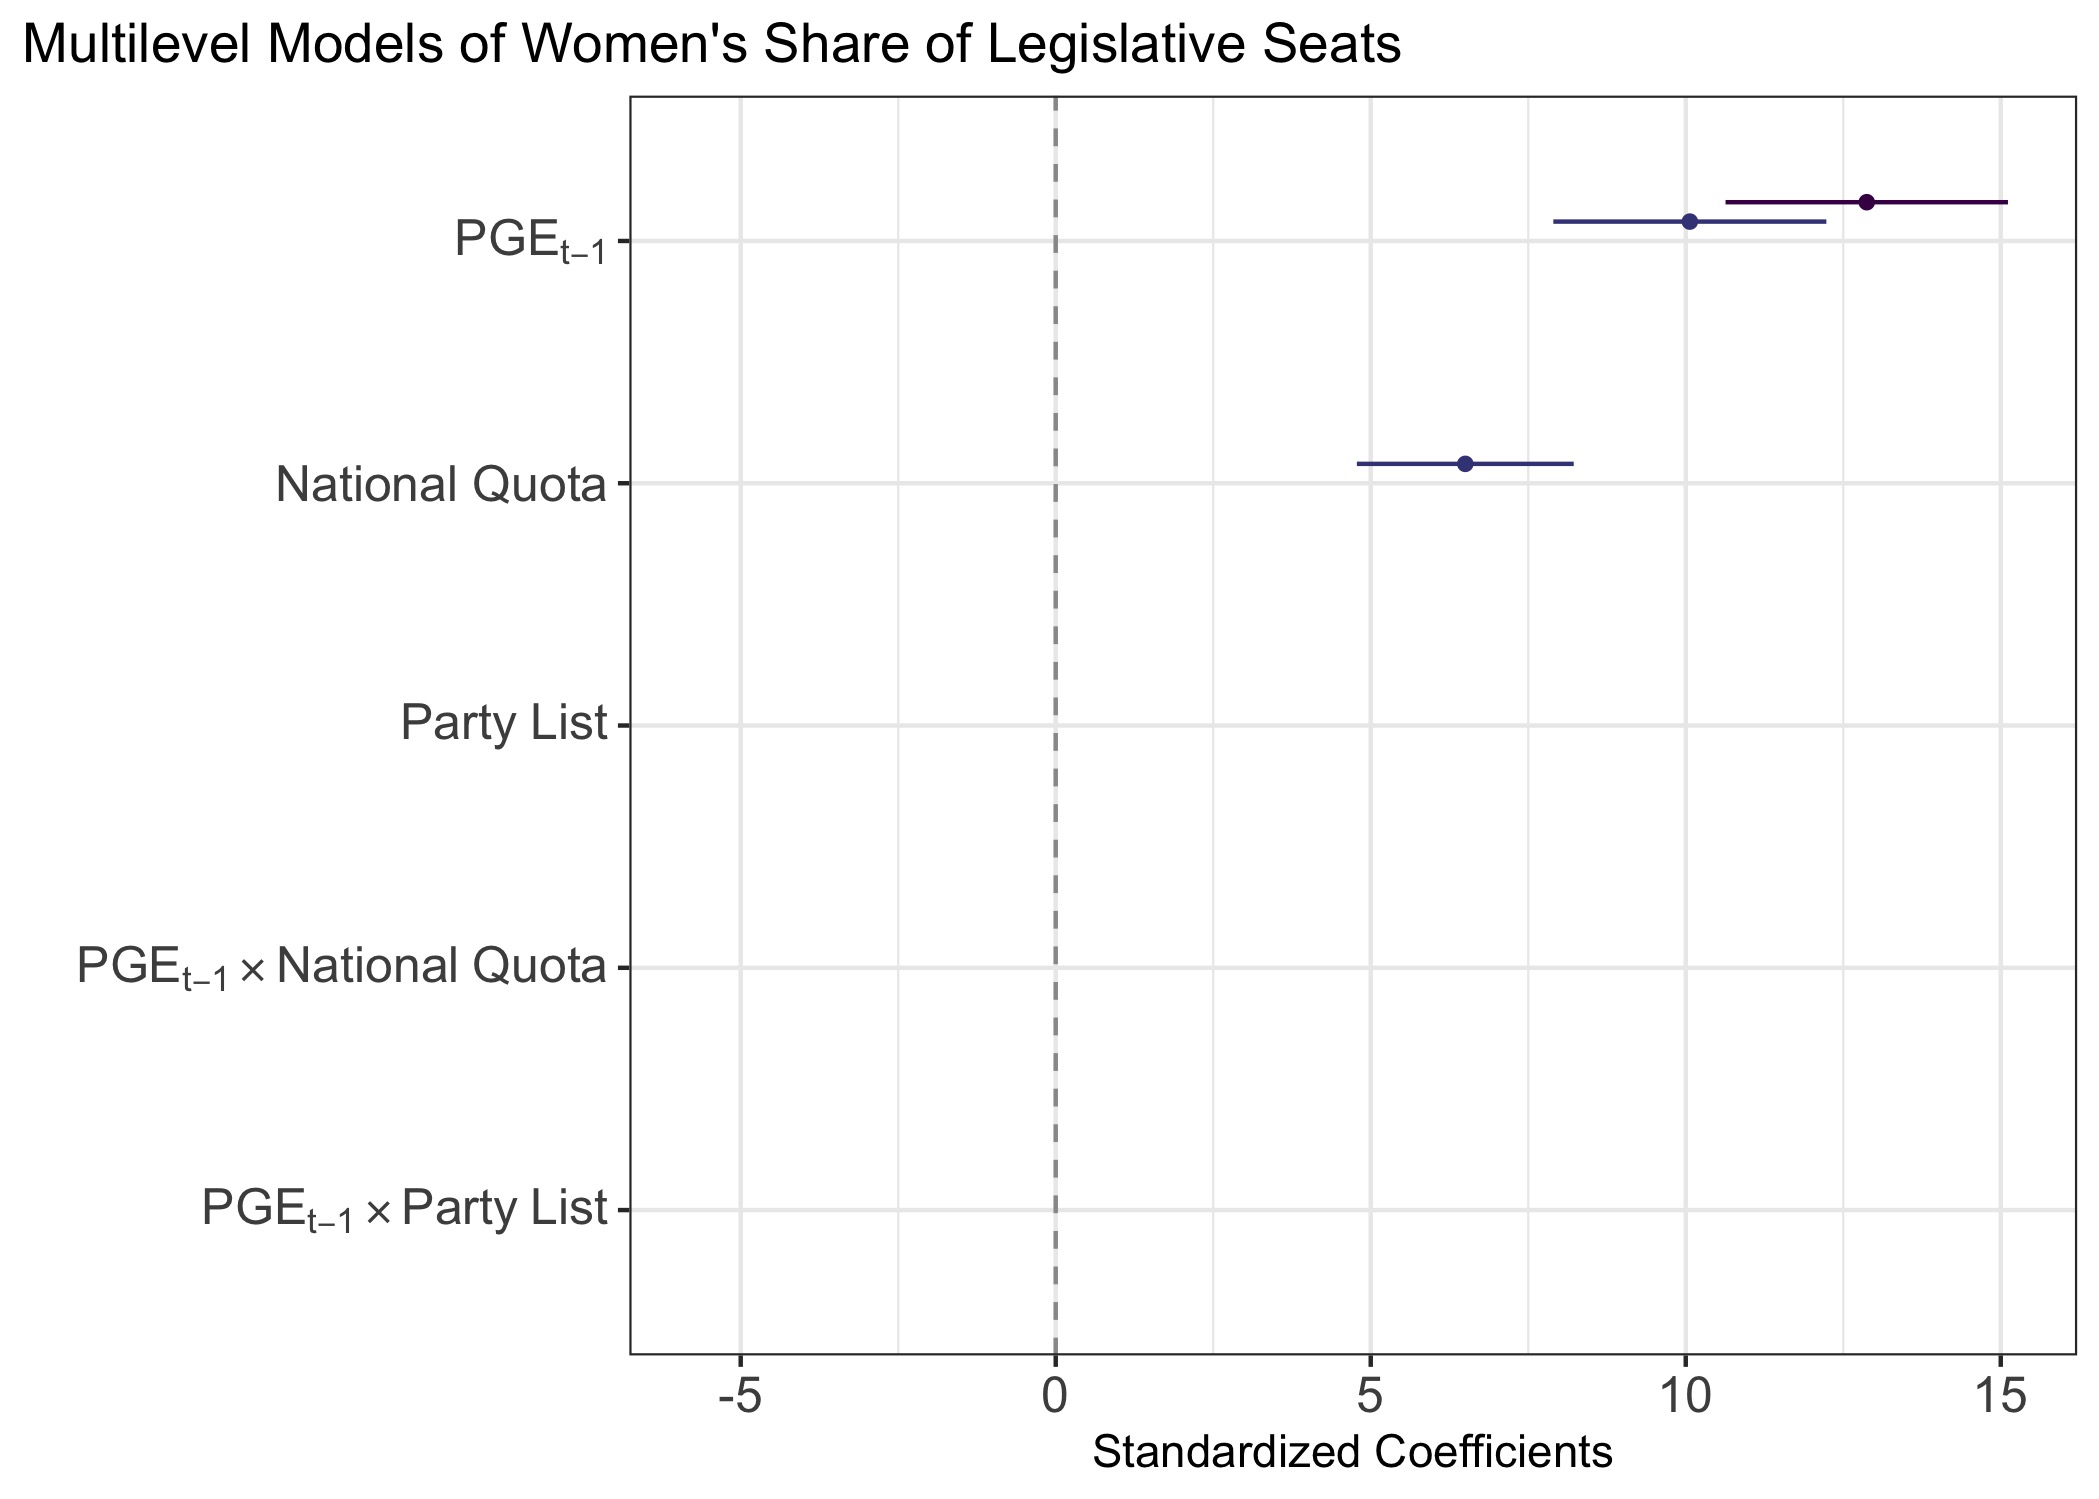 Multilevel Models of Women's Share of Legislative Seats
PGEt−1
National Quota
Party List
PGEt−1 × National Quota
PGEt−1 × Party List
-5 0 5 10 15
Standardized Coefficients